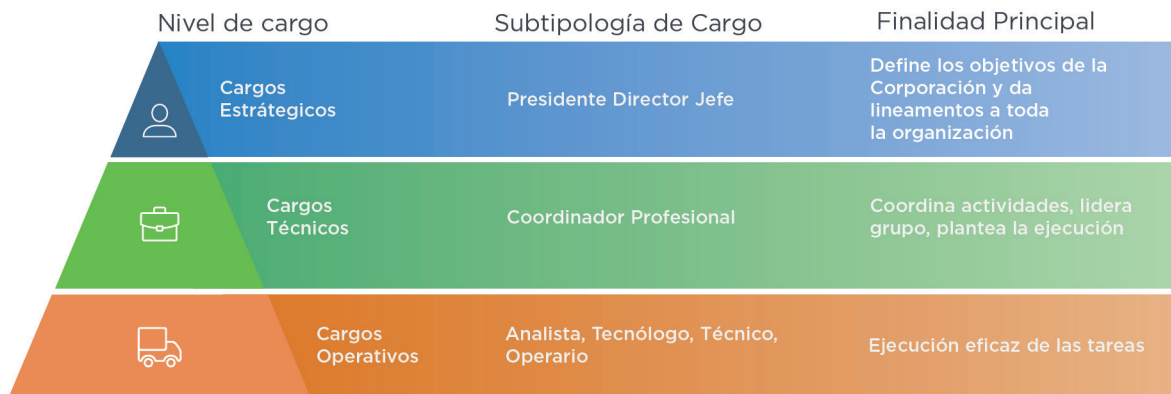 Nivel de cargo
Subtipología de Cargo
Finalidad Principal
Cargos
Estrátegicos
Presidente Director Jefe
Define los objetivos de la
Corporación y da
lineamentos a toda
la organización
Cargos
Técnicos
Coordinador Profesional
Coordina actividades, lidera
grupo, plantea la ejecución
Cargos
Operativos
Analista, Tecnólogo, Técnico,
Operario
Ejecución eficaz de las tareas